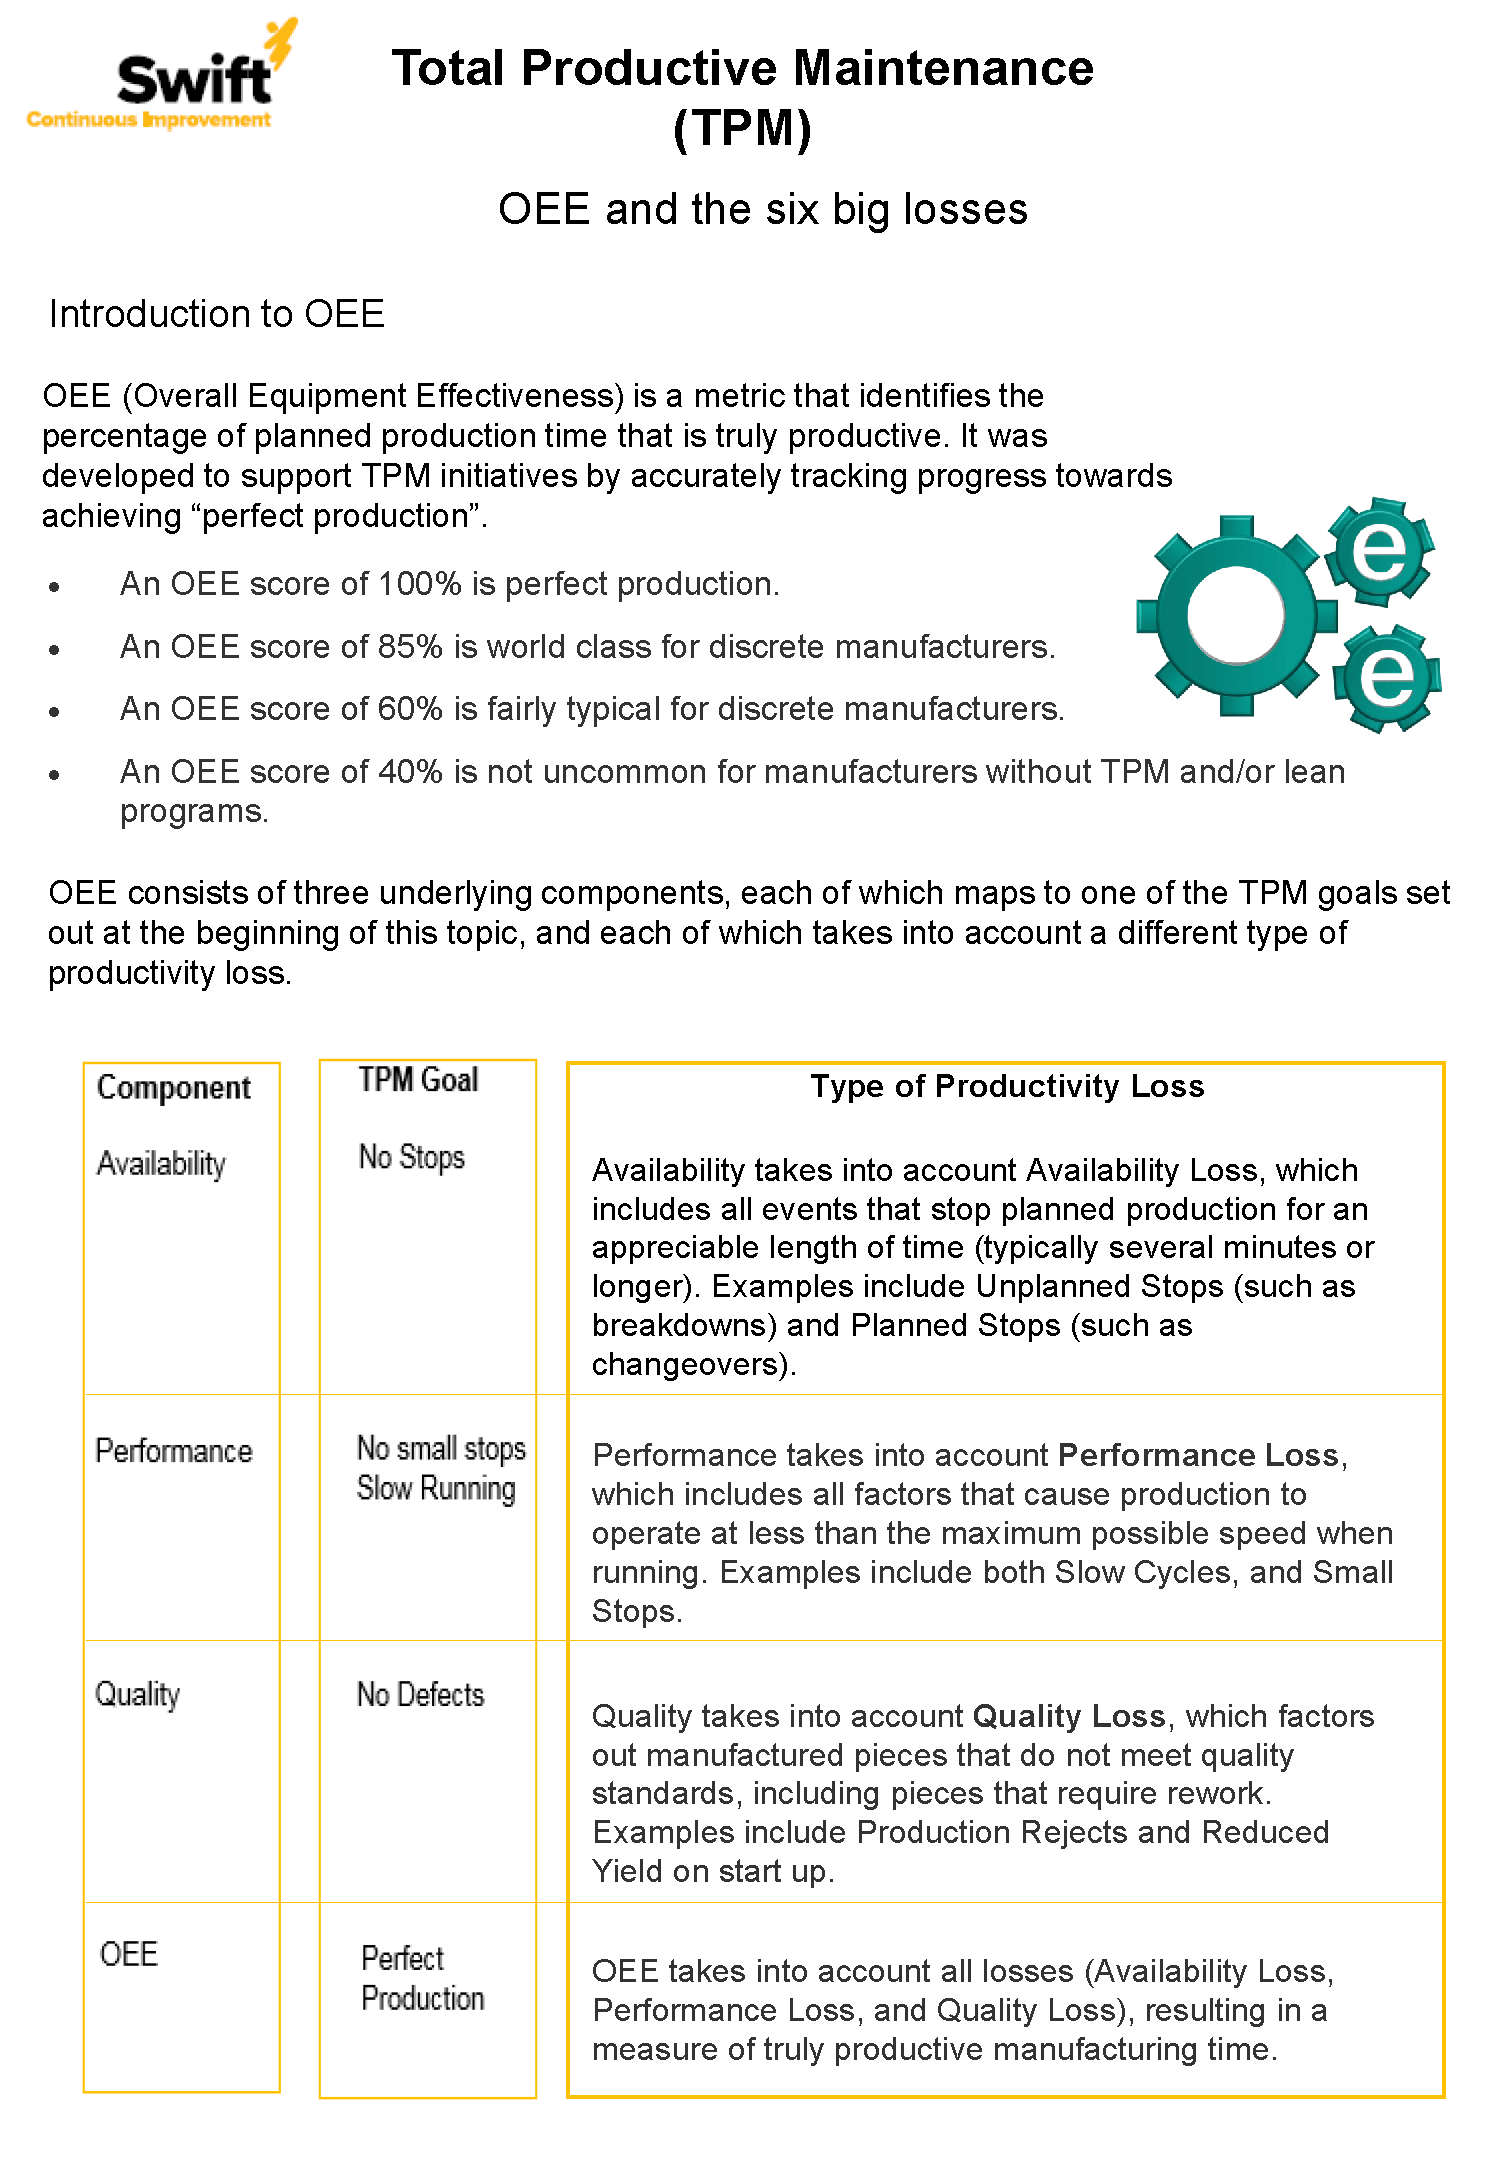 Swift
Continuous Improvement
Total Productive Maintenance
(TPM)
OEE and the six big losses
Introduction to OEE
OEE (Overall Equipment Effectiveness) is a metric that identifies the
percentage of planned production time that is truly productive. It was
developed to support TPM initiatives by accurately tracking progress towards
achieving “perfect production”.
• An OEE score of 100% is perfect production.
• An OEE score of 85% is world class for discrete manufacturers.
• An OEE score of 60% is fairly typical for discrete manufacturers.
• An OEE score of 40% is not uncommon for manufacturers without TPM and/or lean
programs.
e
e
OEE consists of three underlying components, each of which maps to one of the TPM goals set
out at the beginning of this topic, and each of which takes into account a different type of
productivity loss.
Component
TPM Goal
Type of Productivity Loss
Availability
No Stops
Availability takes into account Availability Loss, which
includes all events that stop planned production for an
appreciable length of time (typically several minutes or
longer). Examples include Unplanned Stops (such as
breakdowns) and Planned Stops (such as
changeovers).
Performance
No small stops
Slow Running
Performance takes into account Performance Loss,
which includes all factors that cause production to
operate at less than the maximum possible speed when
running. Examples include both Slow Cycles, and Small
Stops.
Quality
No Defects
Quality takes into account Quality Loss, which factors
out manufactured pieces that do not meet quality
standards, including pieces that require rework.
Examples include Production Rejects and Reduced
Yield on start up.
OEE
Perfect
Production
OEE takes into account all losses (Availability Loss,
Performance Loss, and Quality Loss), resulting in a
measure of truly productive manufacturing time.